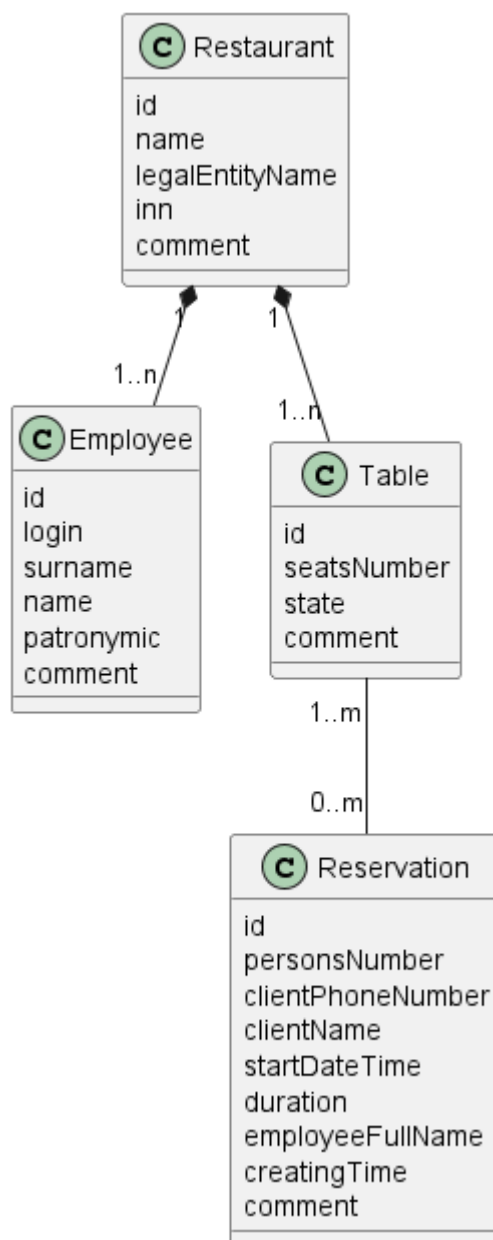 C Restaurant
id
name
legalEntityName
inn
comment
1 1
1..n
1..n
C Employee
id
login
surname
name
patronymic
comment
C Table
id
seatsNumber
state
comment
1..m
0..m
C Reservation
id
personsNumber
clientPhoneNumber
clientName
startDateTime
duration
employeeFullName
creatingTime
comment